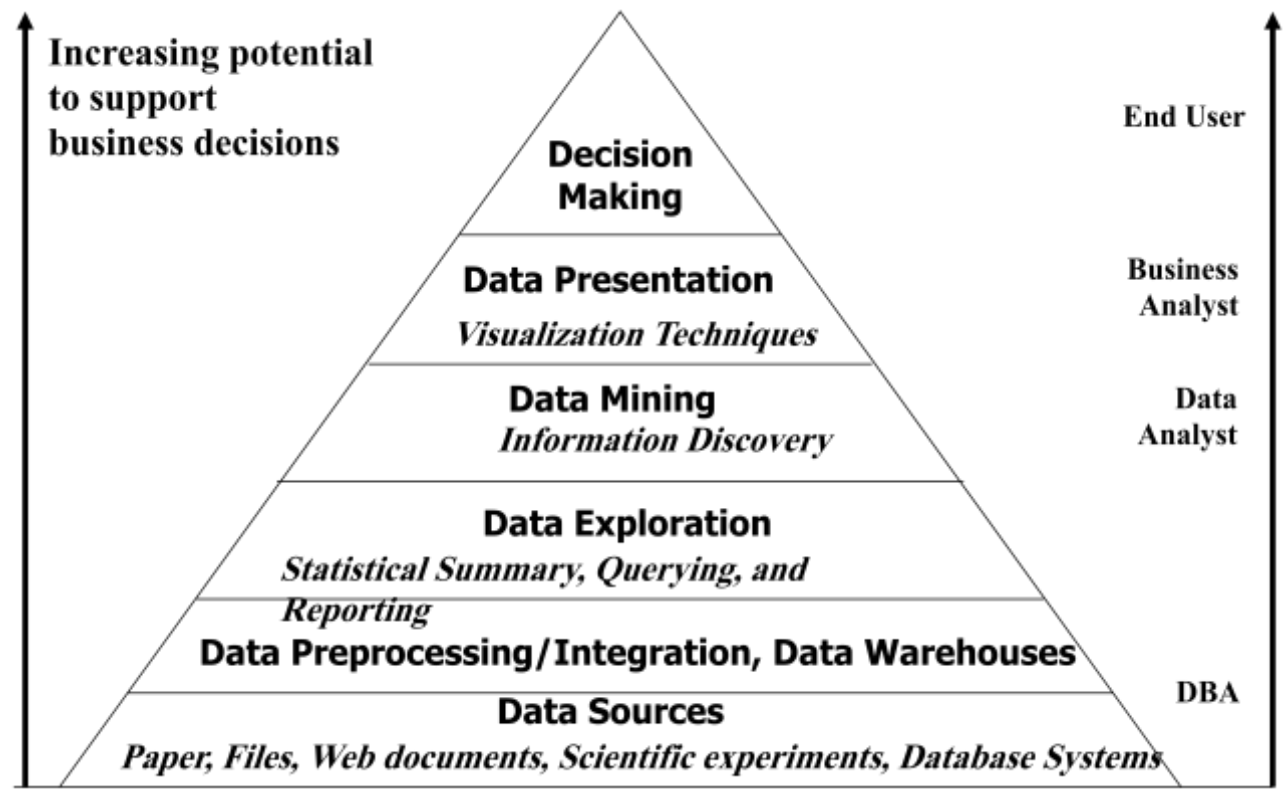 Increasing potential
to support
business decisions
End User
Decision
Making
Data Presentation
Visualization Techniques
Business
Analyst
Data Mining
Information Discovery
Data
Analyst
Data Exploration
Statistical Summary, Querying, and
Reporting
Data Preprocessing/Integration, Data Warehouses
DBA
Data Sources
Paper, Files, Web documents, Scientific experiments, Database Systems